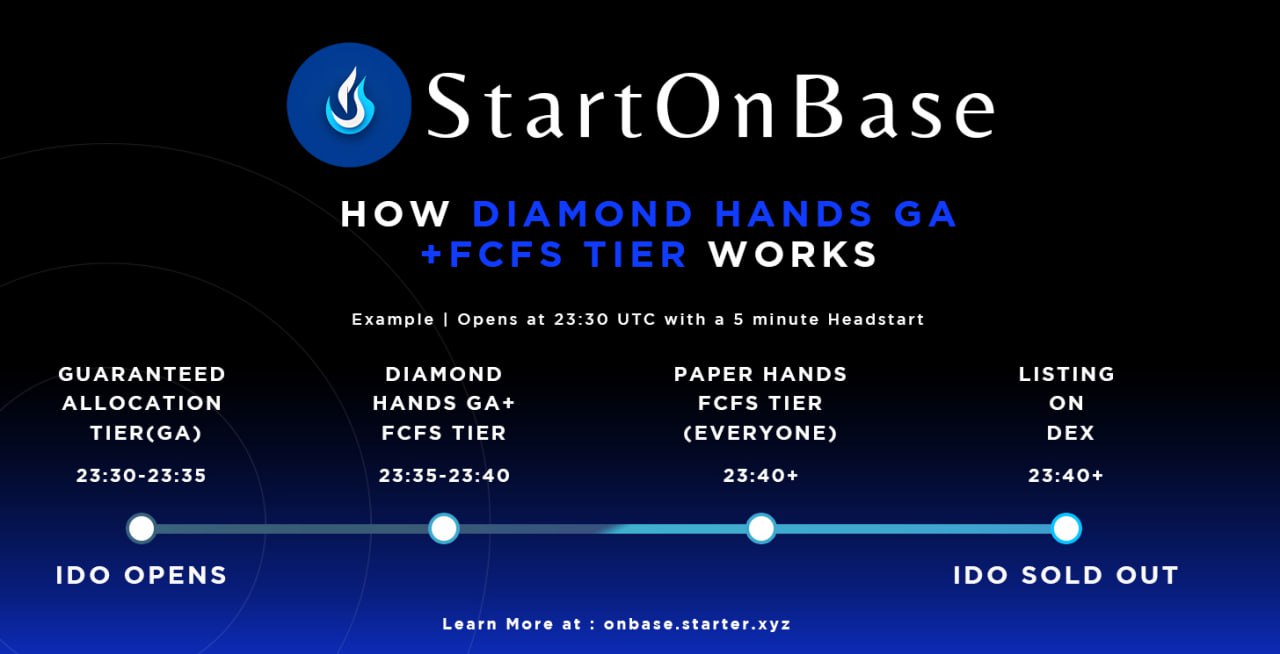 StartOnBase
HOW DIAMOND HANDS GA
+FCFS TIER WORKS
Example | Opens at 23:30 UTC with a 5 minute Headstart
GUARANTEED
ALLOCATION
TIER(GA)
23:30-23:35
DIAMOND
HANDS GA+
FCFS TIER
23:35-23:40
PAPER HANDS
FCFS TIER
(EVERYONE)
23:40+
LISTING
ON
DEX
23:40+
IDO OPENS
IDO SOLD OUT
Learn More at : onbase.starter.xyz